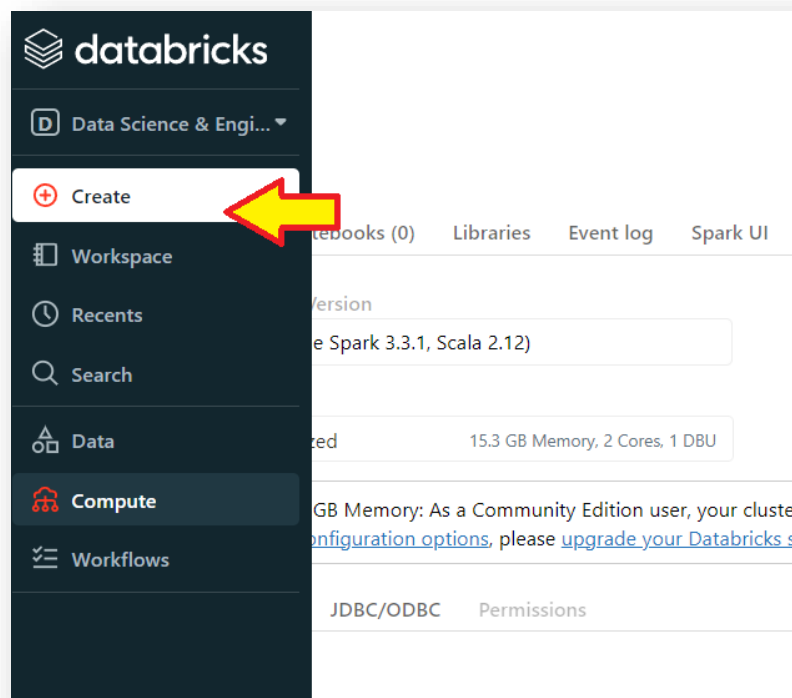 databricks
D Data Science & Engi...
Create
Workspace
Recents
Search
Data
Compute
Workflows
tebooks (0) Libraries Event log Spark UI
Version
e Spark 3.3.1, Scala 2.12)
zed 15.3 GB Memory, 2 Cores, 1 DBU
GB Memory: As a Community Edition user, your cluste
onfiguration options, please upgrade your Databricks s
JDBC/ODBC Permissions